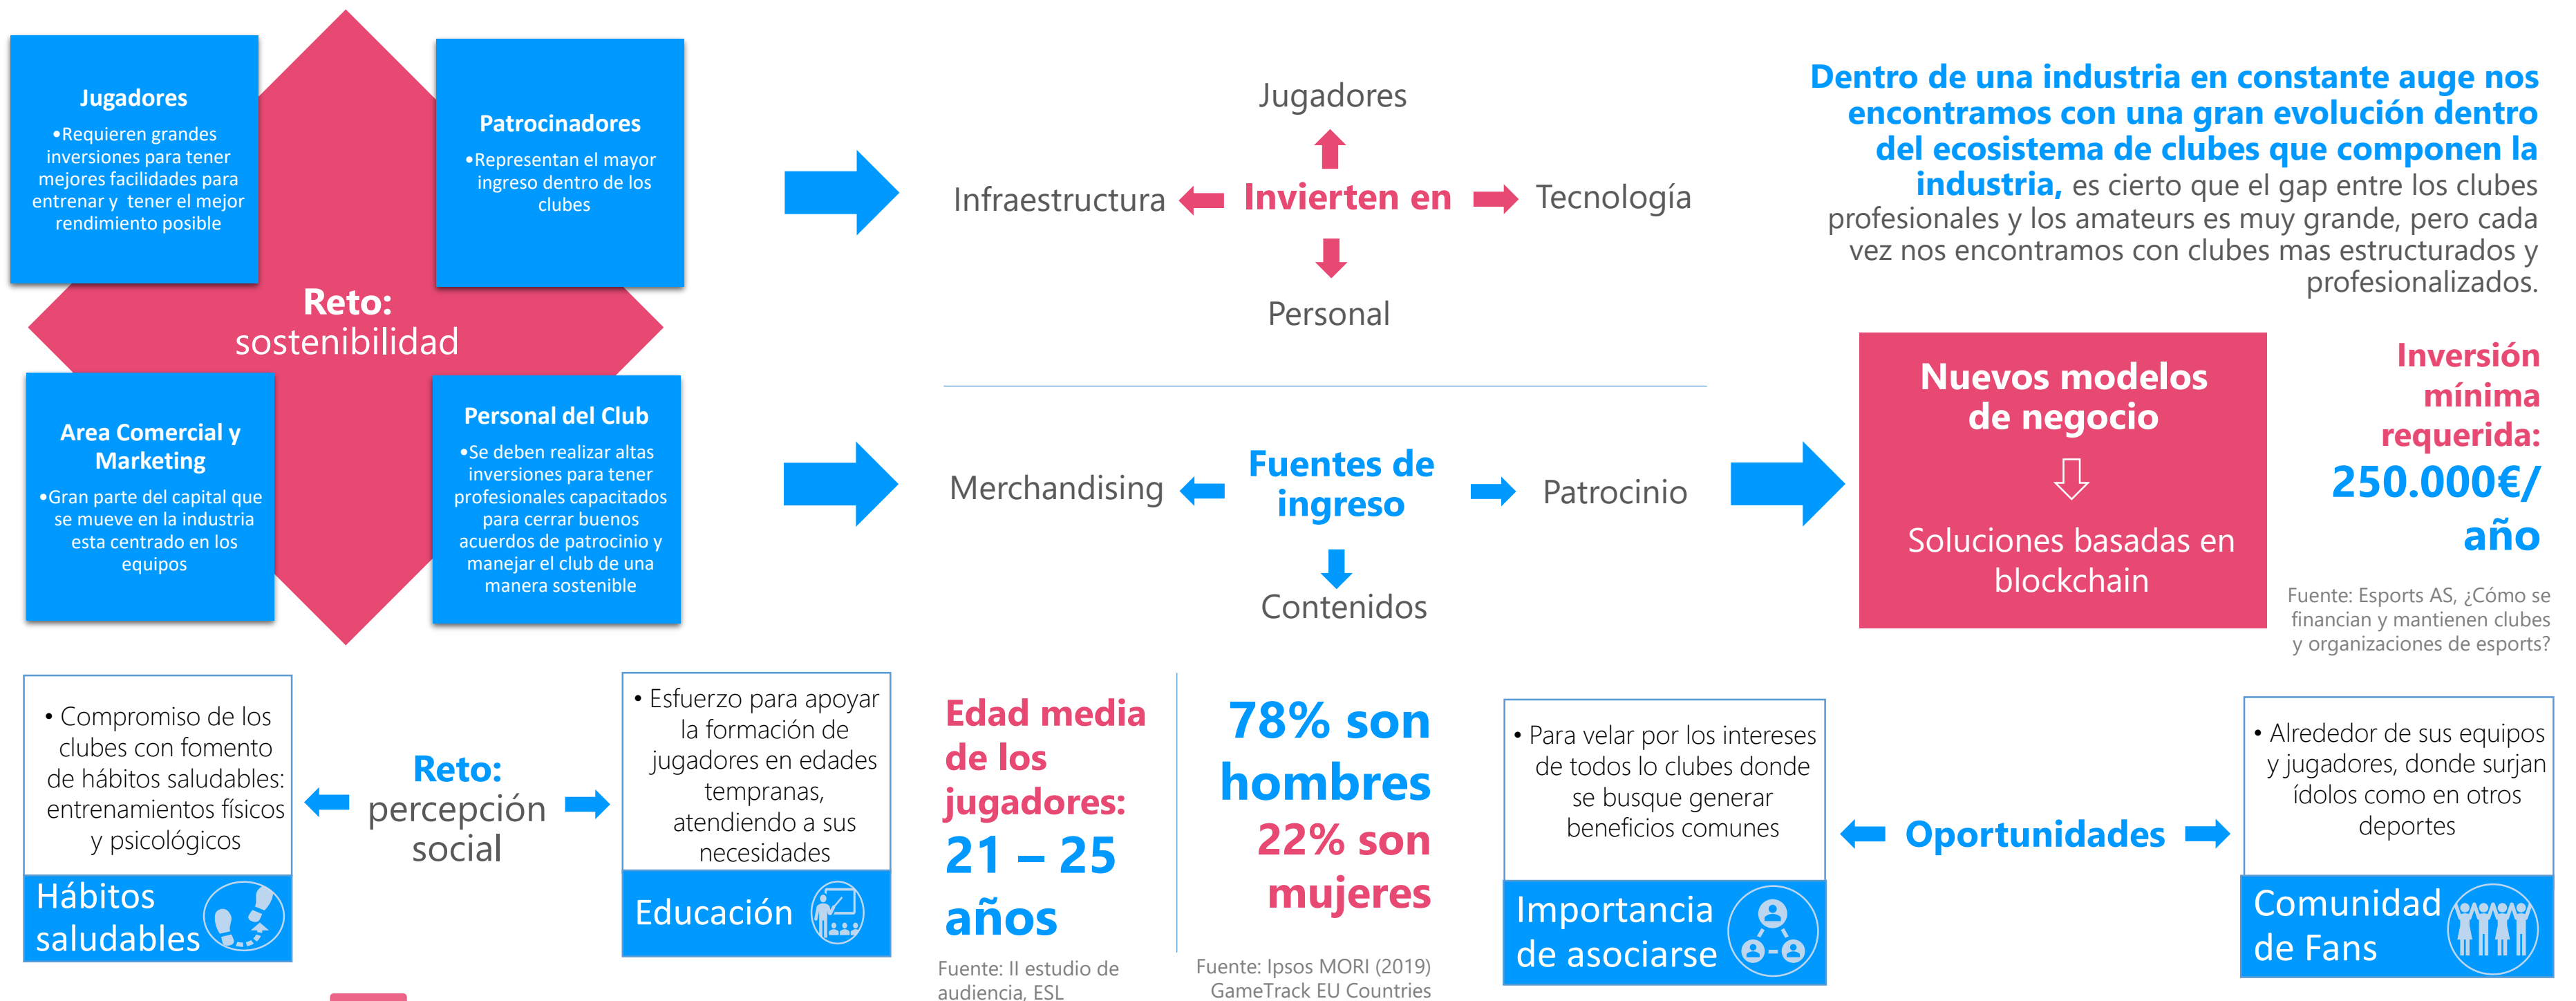 Jugadores
•Requieren grandes
inversiones para tener
mejores facilidades para
entrenar y tener el mejor
rendimiento posible
Patrocinadores
•Representan el mayor
ingreso dentro de los
clubes
Reto:
sostenibilidad
Area Comercial y
Marketing
•Gran parte del capital que
se mueve en la industria
esta centrado en los
equipos
Personal del Club
•Se deben realizar altas
inversiones para tener
profesionales capacitados
para cerrar buenos
acuerdos de patrocinio y
manejar el club de una
manera sostenible
Jugadores
Infraestructura
Invierten en
Tecnología
Personal
Merchandising
Fuentes de
ingreso
Patrocinio
Contenidos
Dentro de una industria en constante auge nos
encontramos con una gran evolución dentro
del ecosistema de clubes que componen la
industria, es cierto que el gap entre los clubes
profesionales y los amateurs es muy grande, pero cada
vez nos encontramos con clubes mas estructurados y
profesionalizados.
Nuevos modelos
de negocio
Soluciones basadas en
blockchain
Inversión
mínima
requerida:
250.000€/
año
Fuente: Esports AS, ¿Cómo se
financian y mantienen clubes
y organizaciones de esports?
• Compromiso de los
clubes con fomento
de hábitos saludables:
entrenamientos físicos
y psicológicos
Hábitos
saludables
Reto:
percepción
social
• Esfuerzo para apoyar
la formación de
jugadores en edades
tempranas,
atendiendo a sus
necesidades
Educación
Edad media
de los
jugadores:
21 – 25
años
Fuente: II estudio de
audiencia, ESL
78% son
hombres
22% son
mujeres
Fuente: Ipsos MORI (2019)
GameTrack EU Countries
• Para velar por los intereses
de todos lo clubes donde
se busque generar
beneficios comunes
Importancia
de asociarse
Oportunidades
• Alrededor de sus equipos
y jugadores, donde surjan
ídolos como en otros
deportes
Comunidad
de Fans